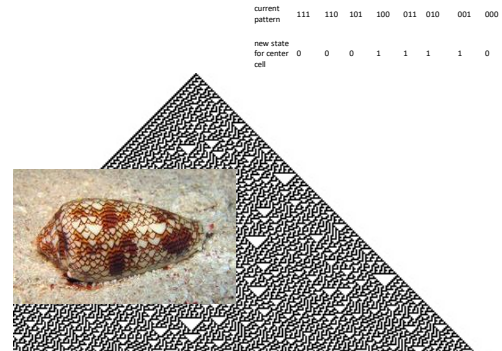 current
pattern 111 110 101 100 011 010 001 000
new state
for center 0 0 0 1 1 1 1 0
cell